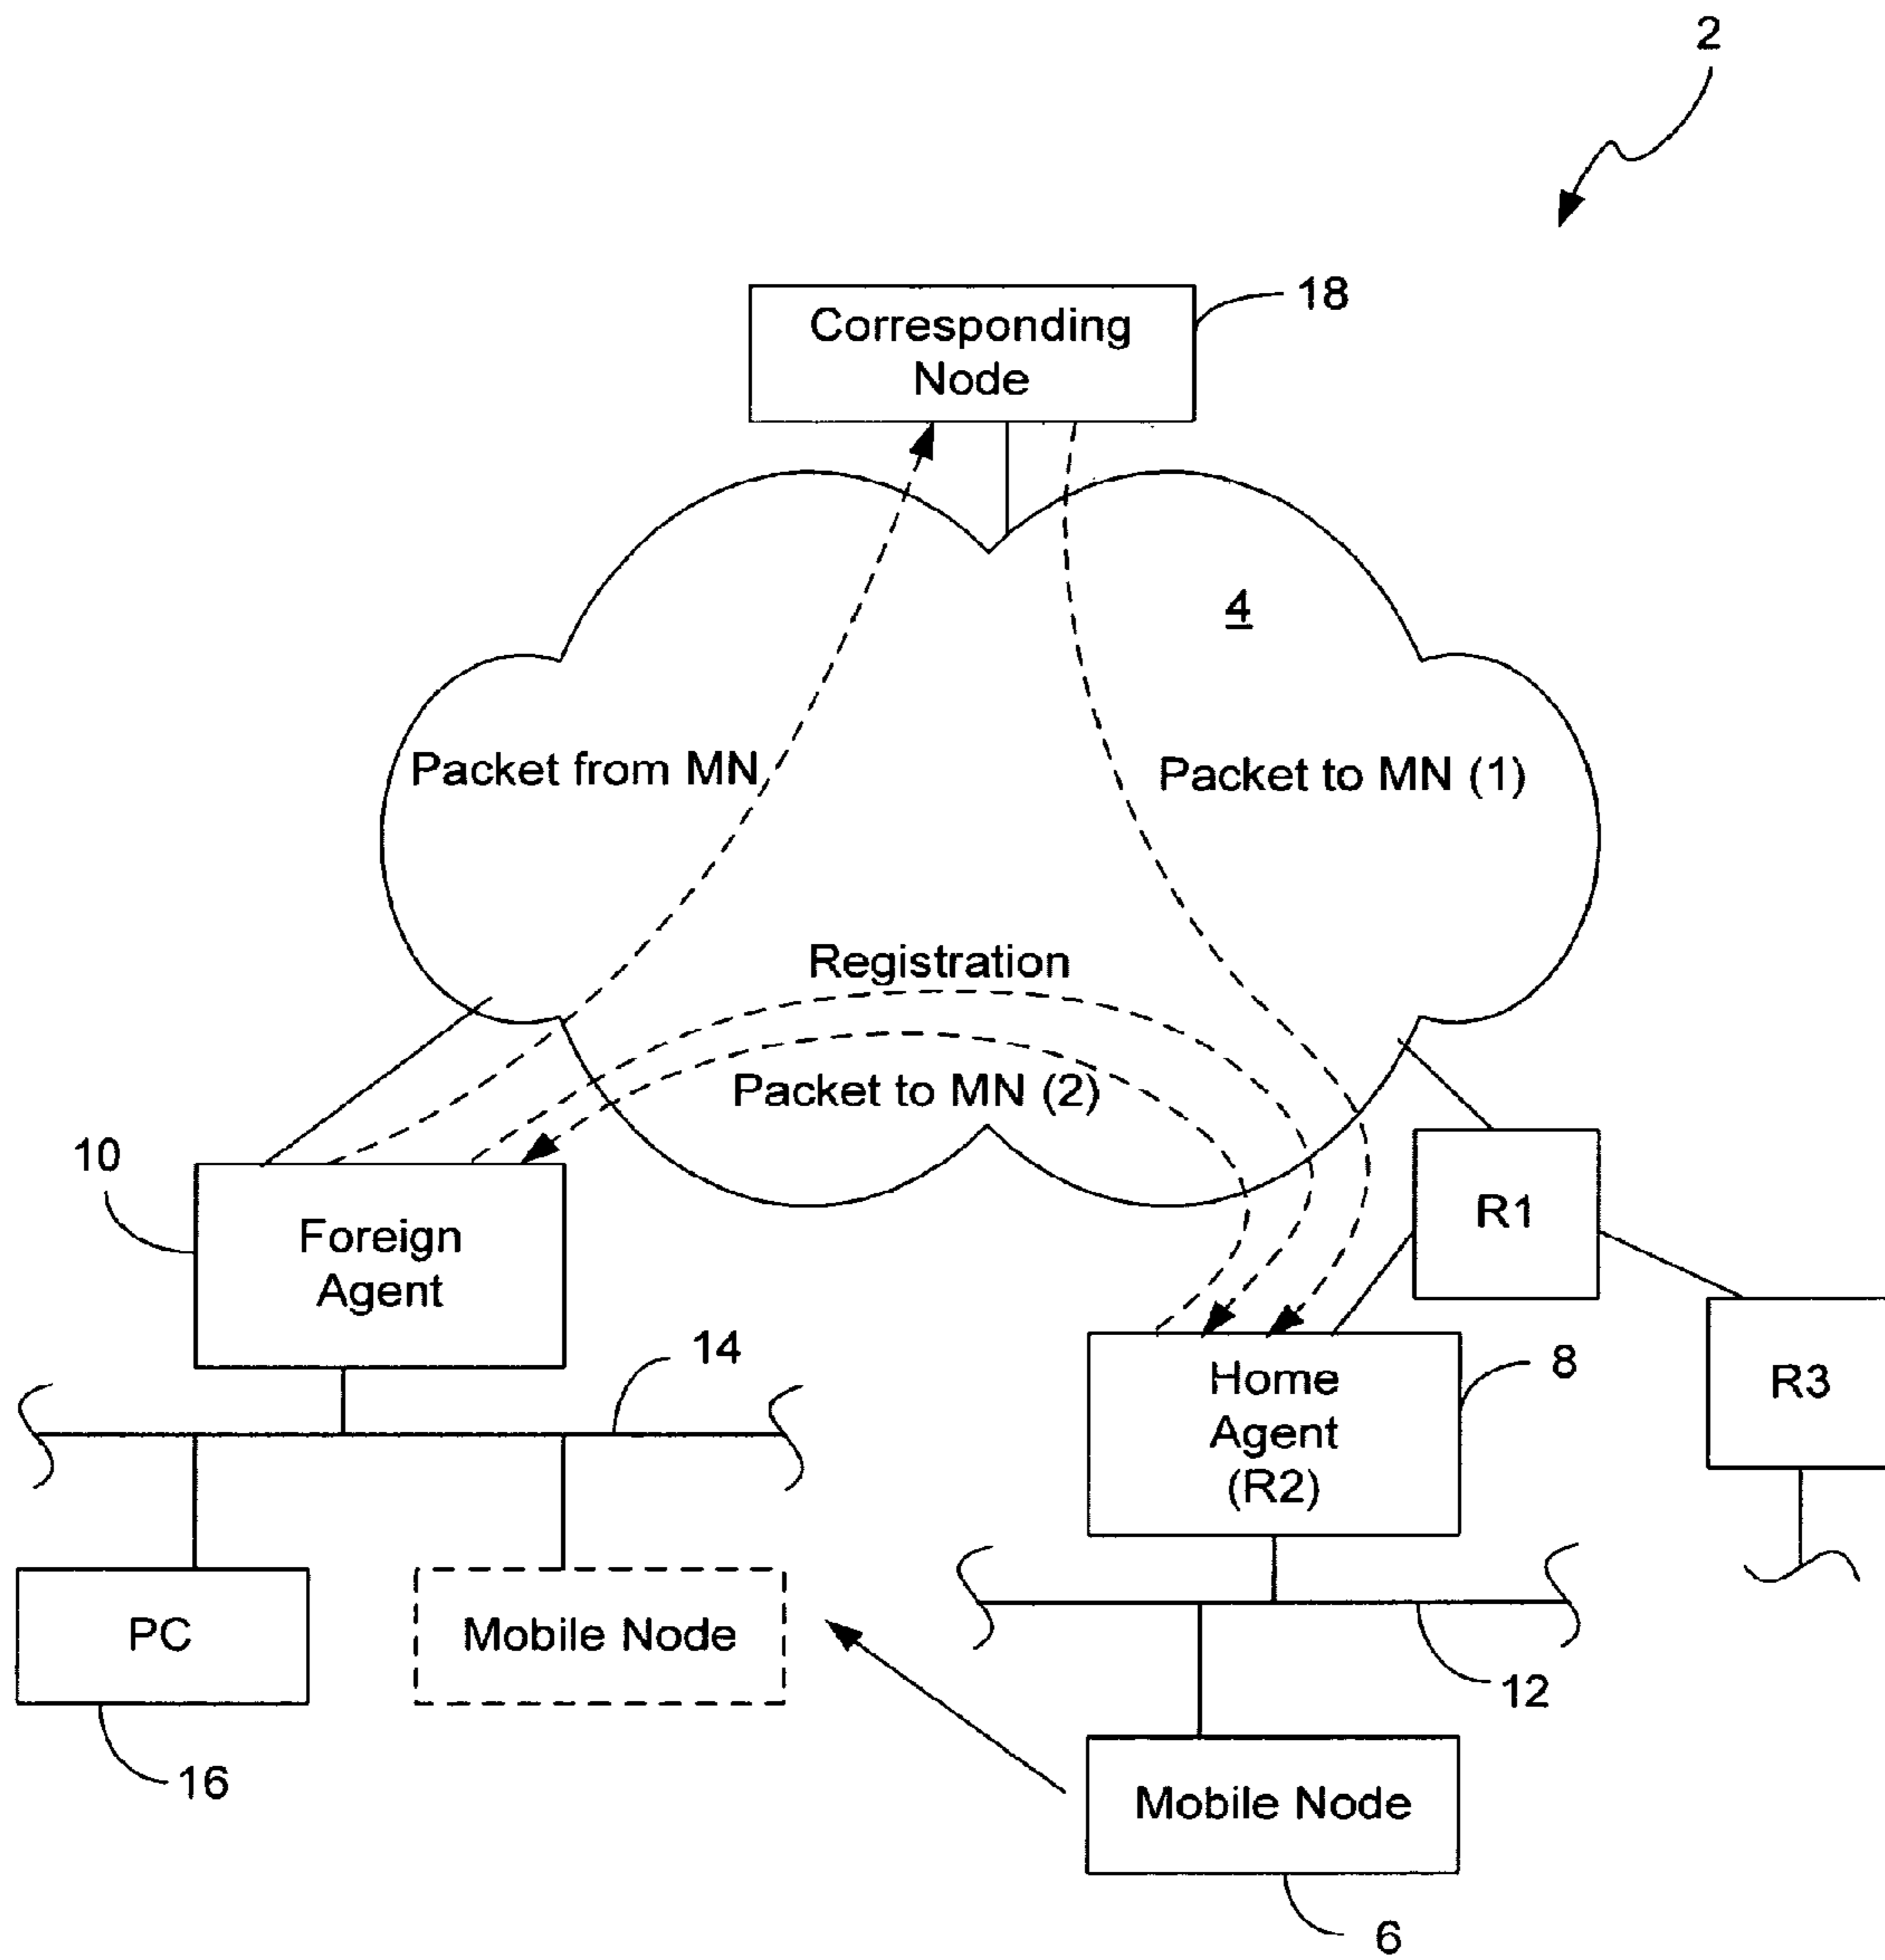 2
18
Corresponding
Node
4
Packet from MN
Packet to MN (1)
Registration
Packet to MN (2)
10
R1
Foreign
Agent
14
8
Home
Agent
(R2)
R3
PC
Mobile Node
12
16
Mobile Node
6